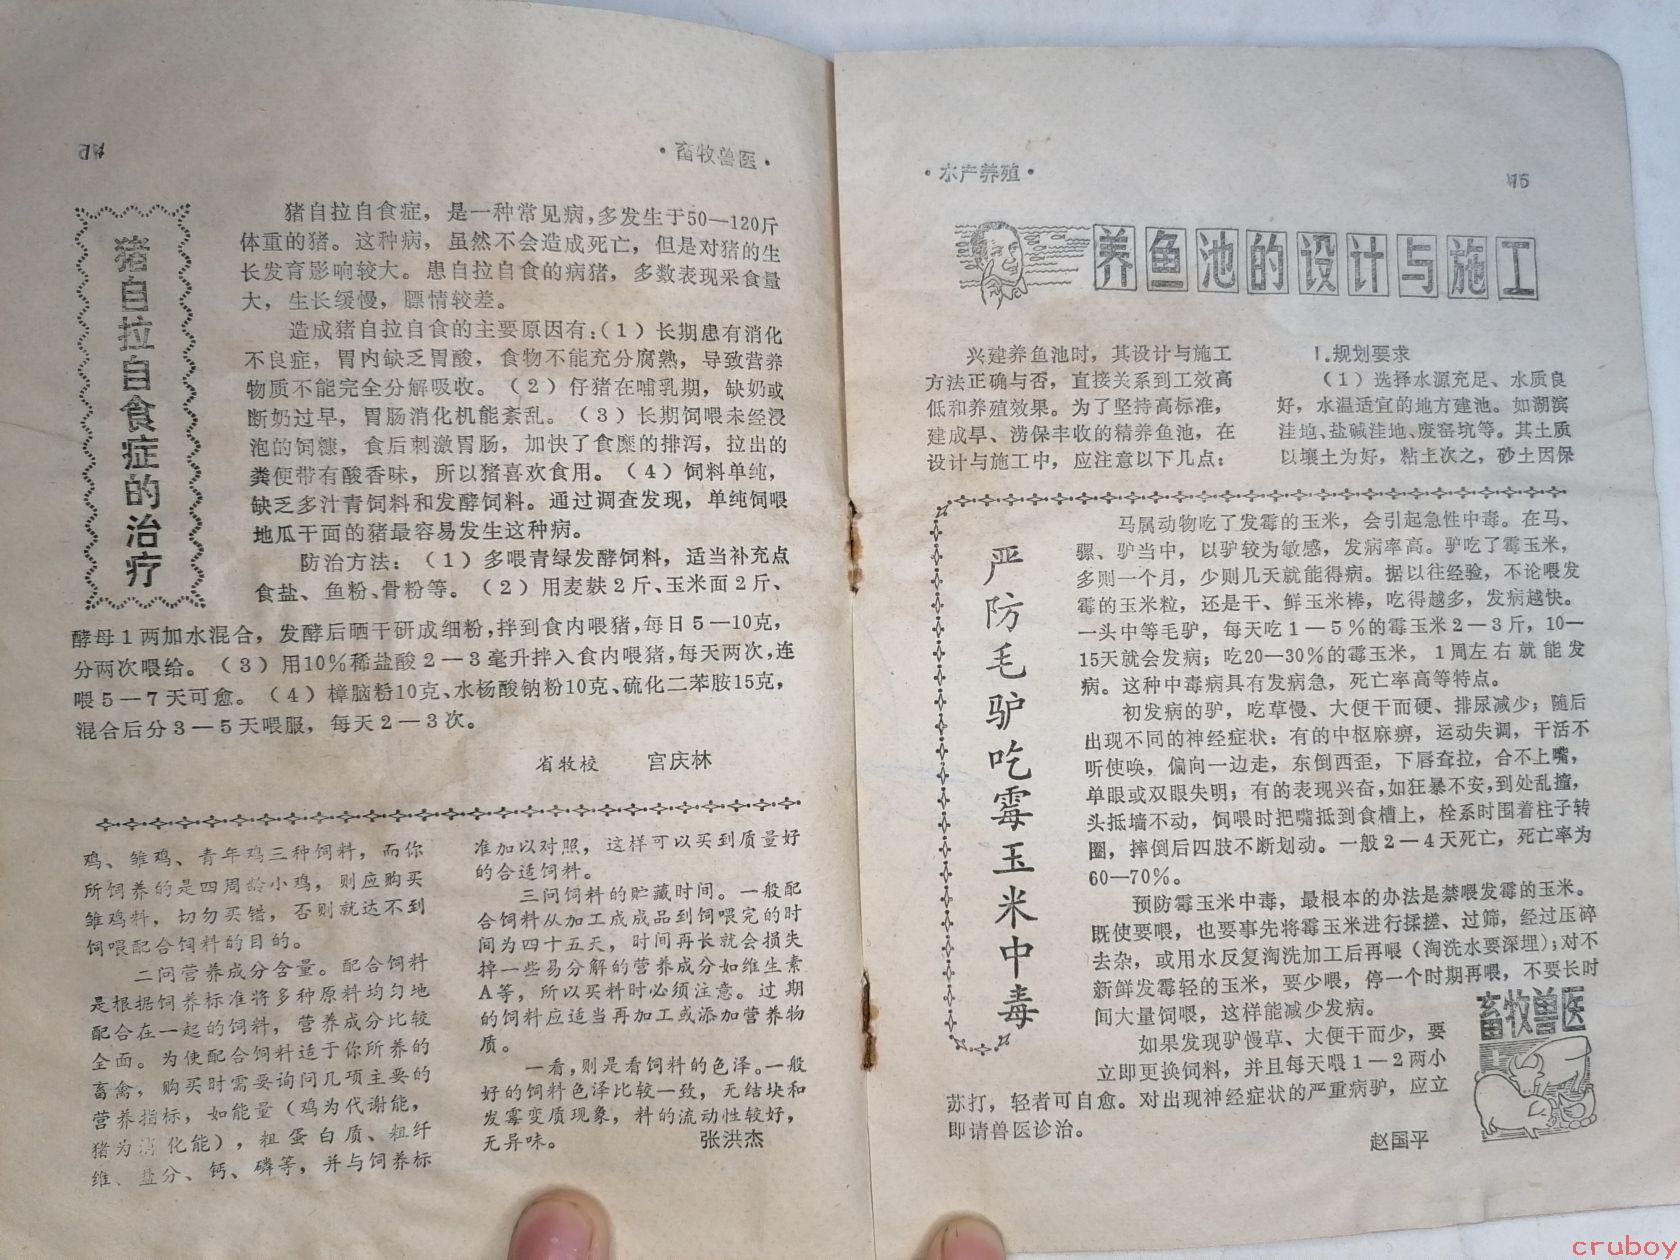 ·畜牧兽医·
猪自拉自食症的治疗
猪自拉自食症，是一种常见病，多发生于50—120斤
体重的猪。这种病，虽然不会造成死亡，但是对猪的生
长发育影响较大。患自拉自食的病猪，多数表现采食量
大，生长缓慢，膘情较差。
造成猪自拉自食的主要原因有：（1）长期患有消化
不良症，胃内缺乏胃酸，食物不能充分腐熟，导致营养
物质不能完全分解吸收。（2）仔猪在哺乳期，缺奶或
断奶过早，胃肠消化机能紊乱。（3）长期饲喂未经浸
泡的饲糠，食后刺激胃肠，加快了食糜的排泻，拉出的
粪便带有酸香味，所以猪喜欢食用。（4）饲料单纯，
缺乏多汁青饲料和发酵饲料。通过调查发现，单纯饲喂
地瓜干面的猪最容易发生这种病。
防治方法：（1）多喂青绿发酵饲料，适当补充点
食盐、鱼粉、骨粉等。（2）用麦麸2斤、玉米面2斤、
酵母1两加水混合，发酵后晒干研成细粉，拌到食内喂猪，每日5—10克，
分两次喂给。（3）用10％稀盐酸2—3毫升拌入食内喂猪，每天两次，连
喂5—7天可愈。（4）樟脑粉10克、水杨酸钠粉10克、硫化二苯胺15克，
混合后分3—5天喂服，每天2—3次。
省牧校 宫庆林
鸡、雏鸡、青年鸡三种饲料，而你
所饲养的是四周龄小鸡，则应购买
雏鸡料，切勿买错，否则就达不到
饲喂配合饲料的目的。
二问营养成分含量。配合饲料
是根据饲养标准将多种原料均匀地
配合在一起的饲料，营养成分比较
全面。为使配合饲料适于你所养的
畜禽，购买时需要询问几项主要的
营养指标，如能量（鸡为代谢能，
猪为消化能），粗蛋白质、粗纤
维、盐分、钙、磷等，并与饲养标
准加以对照，这样可以买到质量好
的合适饲料。
三问饲料的贮藏时间。一般配
合饲料从加工成成品到饲喂完的时
间为四十五天，时间再长就会损失
掉一些易分解的营养成分如维生素
A等，所以买料时必须注意。过期
的饲料应适当再加工或添加营养物
质。
一看，则是看饲料的色泽。一般
好的饲料色泽比较一致，无结块和
发霉变质现象，料的流动性较好，
无异味。 张洪杰
·水产养殖·
养鱼池的设计与施工
兴建养鱼池时，其设计与施工
方法正确与否，直接关系到工效高
低和养殖效果。为了坚持高标准，
建成旱、涝保丰收的精养鱼池，在
设计与施工中，应注意以下几点：
1.规划要求
（1）选择水源充足、水质良
好，水温适宜的地方建池。如湖滨
洼地、盐碱洼地、废窑坑等。其土质
以壤土为好，粘土次之，砂土因保
严防毛驴吃霉玉米中毒
马属动物吃了发霉的玉米，会引起急性中毒。在马、
骡、驴当中，以驴较为敏感，发病率高。驴吃了霉玉米，
多则一个月，少则几天就能得病。据以往经验，不论喂发
霉的玉米粒，还是干、鲜玉米棒，吃得越多，发病越快。
一头中等毛驴，每天吃1—5％的霉玉米2—3斤，10—
15天就会发病；吃20—30％的霉玉米，1周左右就能发
病。这种中毒病具有发病急，死亡率高等特点。
初发病的驴，吃草慢、大便干而硬、排尿减少；随后
出现不同的神经症状：有的中枢麻痹，运动失调，干活不
听使唤，偏向一边走，东倒西歪，下唇耷拉，合不上嘴，
单眼或双眼失明；有的表现兴奋，如狂暴不安，到处乱撞，
头抵墙不动，饲喂时把嘴抵到食槽上，栓系时围着柱子转
圈，摔倒后四肢不断划动。一般2—4天死亡，死亡率为
60—70％。
预防霉玉米中毒，最根本的办法是禁喂发霉的玉米。
既使要喂，也要事先将霉玉米进行揉搓、过筛，经过压碎
去杂，或用水反复淘洗加工后再喂（淘洗水要深埋）；对不
新鲜发霉轻的玉米，要少喂，停一个时期再喂，不要长时
间大量饲喂，这样能减少发病。
如果发现驴慢草、大便干而少，要
立即更换饲料，并且每天喂1—2两小
苏打，轻者可自愈。对出现神经症状的严重病驴，应立
即请兽医诊治。
赵国平
畜牧兽医
cruboy